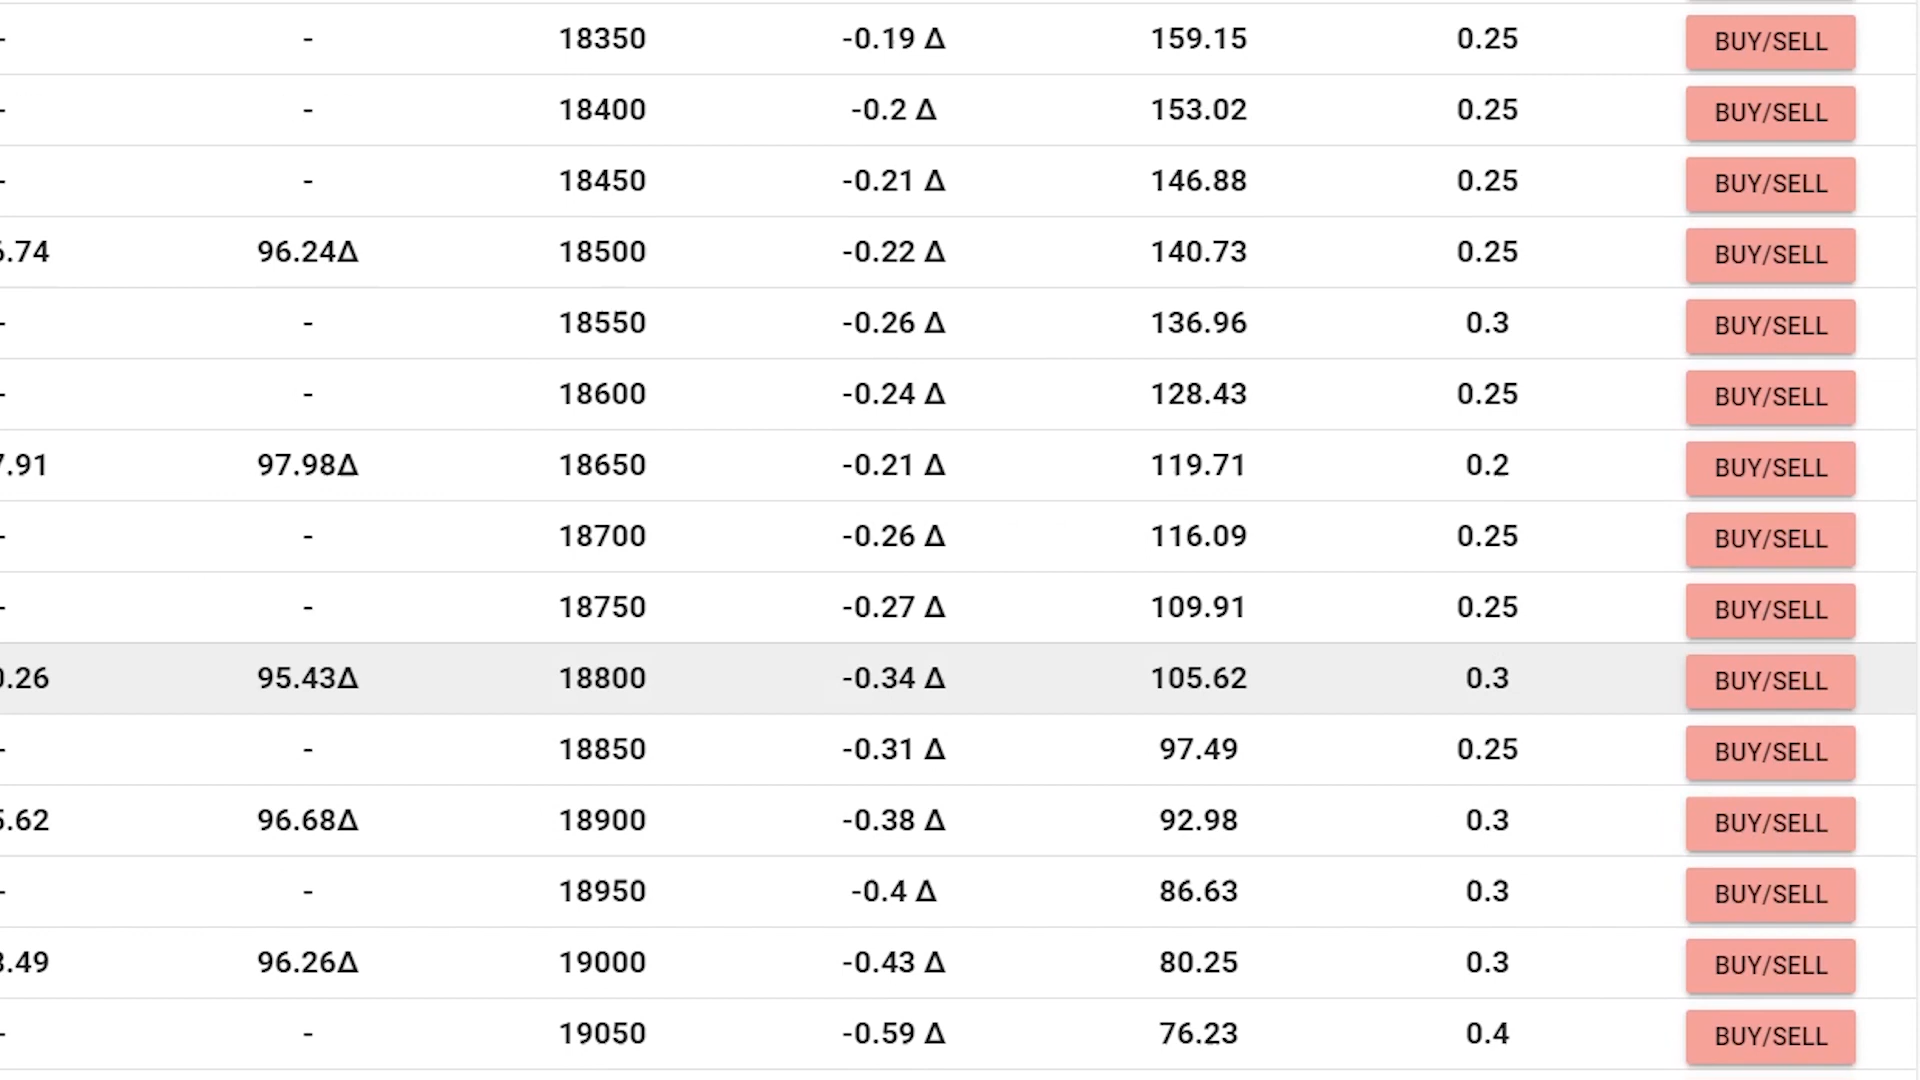 - - 18350 -0.19 Δ 159.15 0.25 BUY/SELL
- - 18400 -0.2 Δ 153.02 0.25 BUY/SELL
- - 18450 -0.21 Δ 146.88 0.25 BUY/SELL
.74 96.24Δ 18500 -0.22 Δ 140.73 0.25 BUY/SELL
- - 18550 -0.26 Δ 136.96 0.3 BUY/SELL
- - 18600 -0.24 Δ 128.43 0.25 BUY/SELL
.91 97.98Δ 18650 -0.21 Δ 119.71 0.2 BUY/SELL
- - 18700 -0.26 Δ 116.09 0.25 BUY/SELL
- - 18750 -0.27 Δ 109.91 0.25 BUY/SELL
.26 95.43Δ 18800 -0.34 Δ 105.62 0.3 BUY/SELL
- - 18850 -0.31 Δ 97.49 0.25 BUY/SELL
.62 96.68Δ 18900 -0.38 Δ 92.98 0.3 BUY/SELL
- - 18950 -0.4 Δ 86.63 0.3 BUY/SELL
.49 96.26Δ 19000 -0.43 Δ 80.25 0.3 BUY/SELL
- - 19050 -0.59 Δ 76.23 0.4 BUY/SELL